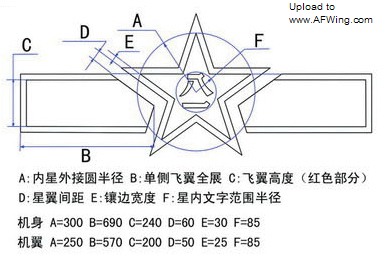 Upload to
www.AFWing.com
A
D
E
C
F
八一
B
A:内星外接圆半径 B:单侧飞翼全展 C:飞翼高度（红色部分）
D:星翼间距 E:镶边宽度 F:星内文字范围半径
机身 A=300 B=690 C=240 D=60 E=30 F=85
机翼 A=250 B=570 C=200 D=50 E=25 F=85